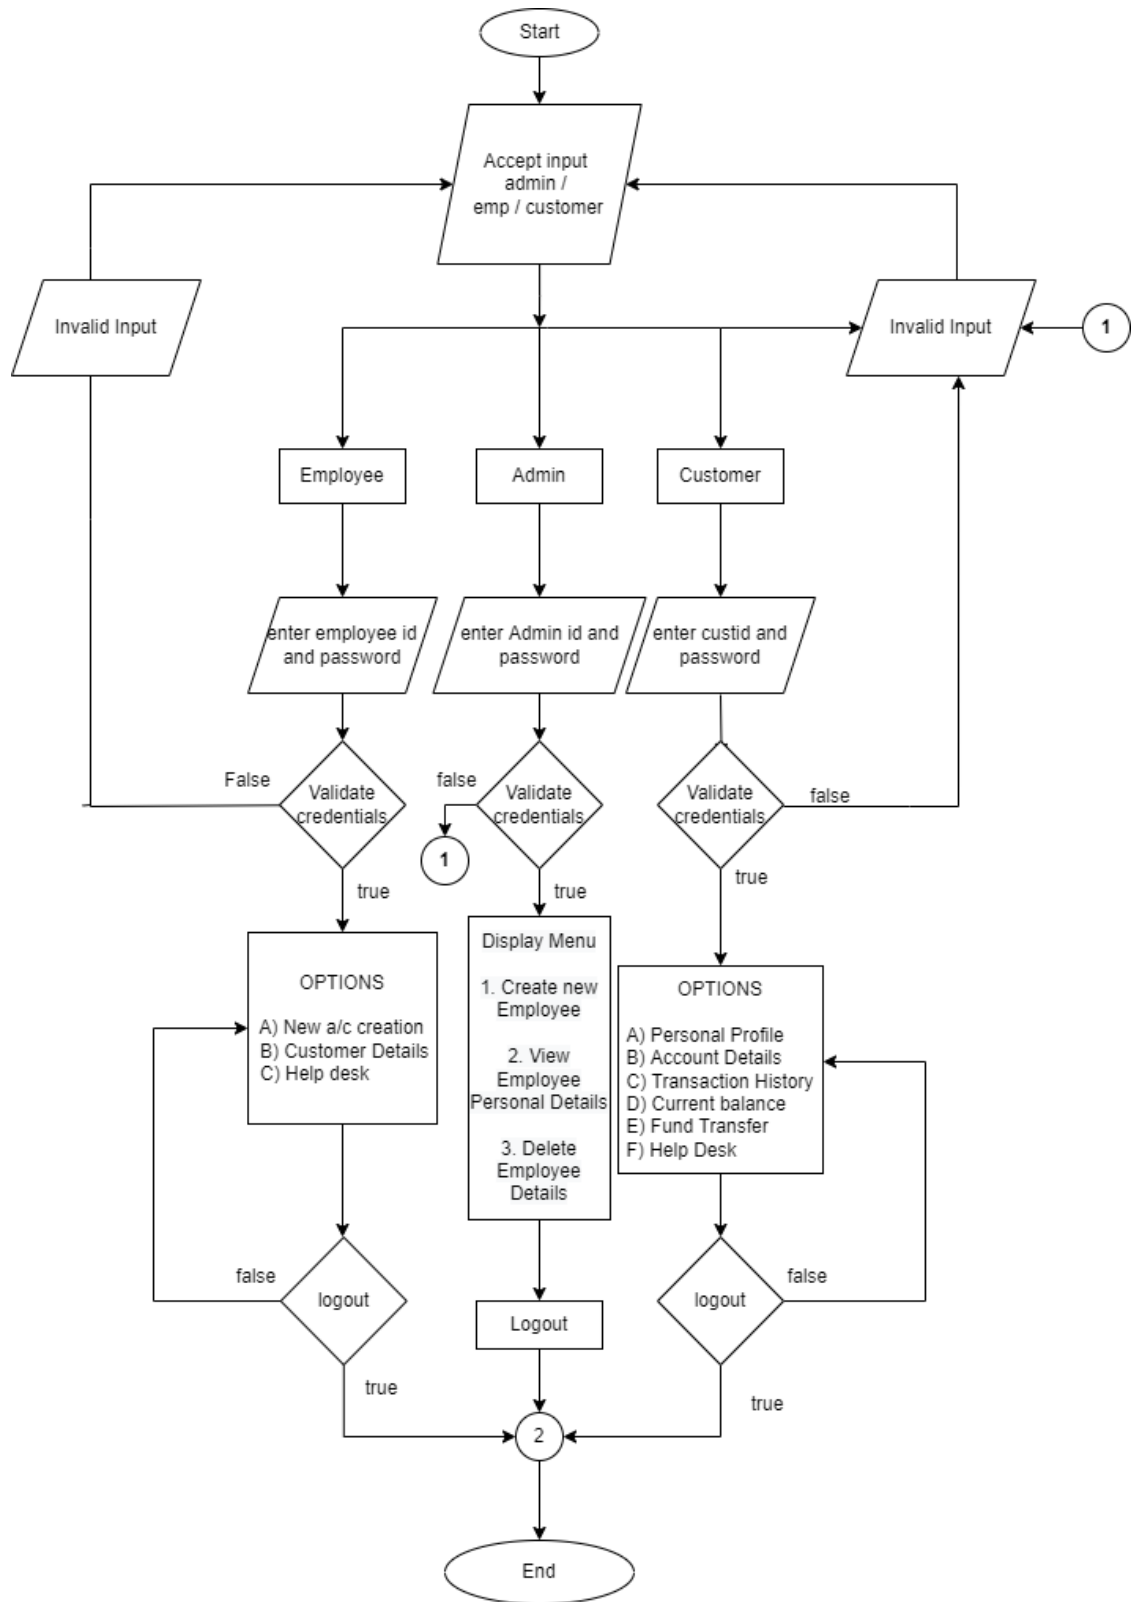 Start
Accept input
admin /
emp / customer
Invalid Input
Invalid Input
1
Employee
Admin
Customer
enter employee id
and password
enter Admin id and
password
enter custid and
password
False
Validate
credentials
false
Validate
credentials
Validate
credentials
false
1
true
true
true
OPTIONS
A) New a/c creation
B) Customer Details
C) Help desk
Display Menu
1. Create new
Employee
2. View
Employee
Personal Details
3. Delete
Employee
Details
OPTIONS
A) Personal Profile
B) Account Details
C) Transaction History
D) Current balance
E) Fund Transfer
F) Help Desk
false
logout
Logout
logout
false
true
true
2
End